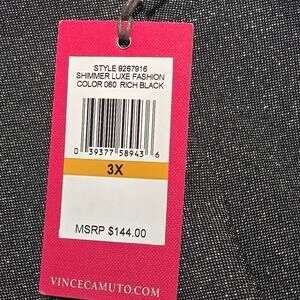 STYLE 9267916
SHIMMER LUXE FASHION
COLOR 060 RICH BLACK
0 39377 58943 6
3X
MSRP $144.00
VINCECAMUTO.COM